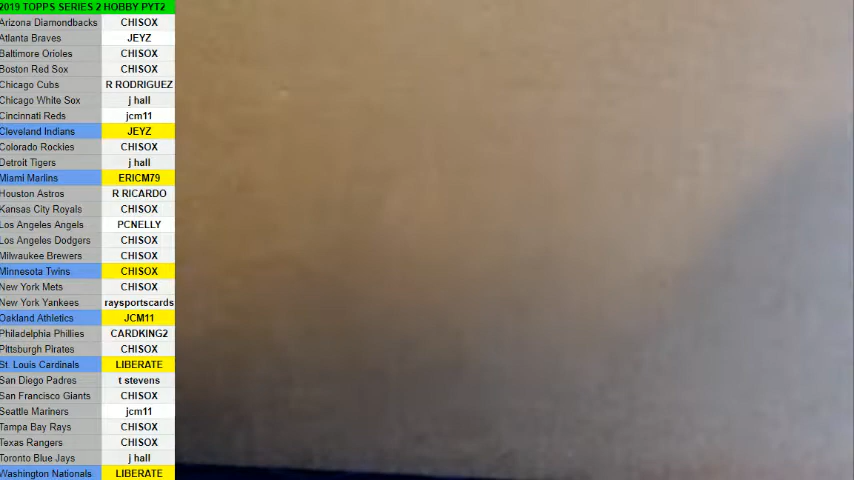 2019 TOPPS SERIES 2 HOBBY PYT2
Arizona Diamondbacks CHISOX
Atlanta Braves JEYZ
Baltimore Orioles CHISOX
Boston Red Sox CHISOX
Chicago Cubs R RODRIGUEZ
Chicago White Sox j hall
Cincinnati Reds jcm11
Cleveland Indians JEYZ
Colorado Rockies CHISOX
Detroit Tigers j hall
Miami Marlins ERICM79
Houston Astros R RICARDO
Kansas City Royals CHISOX
Los Angeles Angels PCNELLY
Los Angeles Dodgers CHISOX
Milwaukee Brewers CHISOX
Minnesota Twins CHISOX
New York Mets CHISOX
New York Yankees raysportscards
Oakland Athletics JCM11
Philadelphia Phillies CARDKING2
Pittsburgh Pirates CHISOX
St. Louis Cardinals LIBERATE
San Diego Padres t stevens
San Francisco Giants CHISOX
Seattle Mariners jcm11
Tampa Bay Rays CHISOX
Texas Rangers CHISOX
Toronto Blue Jays j hall
Washington Nationals LIBERATE